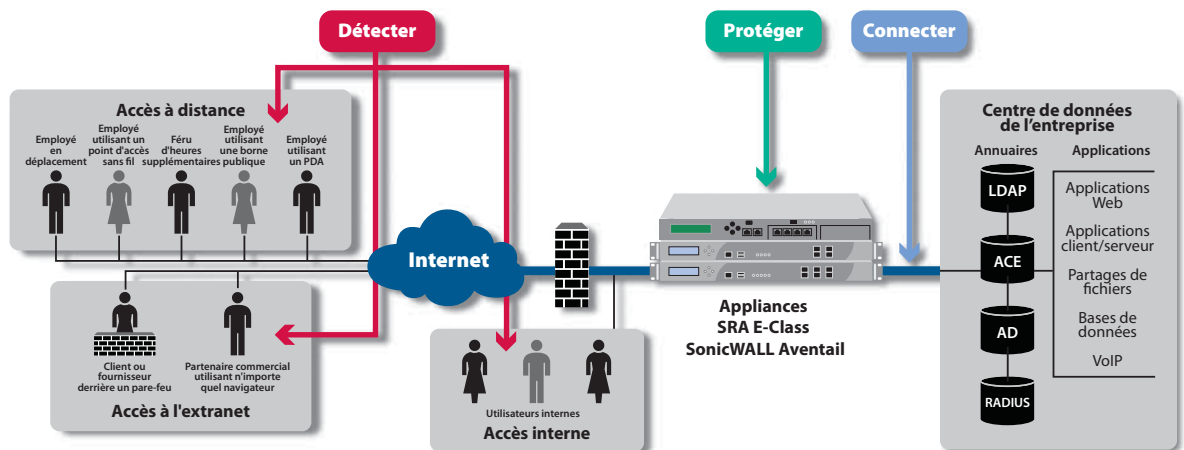 Détecter
Protéger
Connecter
Accès à distance
Employé
en
déplacement
Employé
utilisant un
point d'accès
sans fil
Féru
d'heures
supplémentaires
Employé
utilisant
une borne
publique
Employé
utilisant
un PDA
Internet
Client ou
fournisseur
derrière un pare-feu
Partenaire commercial
utilisant n'importe
quel navigateur
Accès à l'extranet
Utilisateurs internes
Accès interne
Appliances
SRA E-Class
SonicWALL Aventail
Centre de données
de l'entreprise
Annuaires
Applications
LDAP
ACE
AD
RADIUS
Applications
Web
Applications
client/serveur
Partages de
fichiers
Bases de
données
VoIP